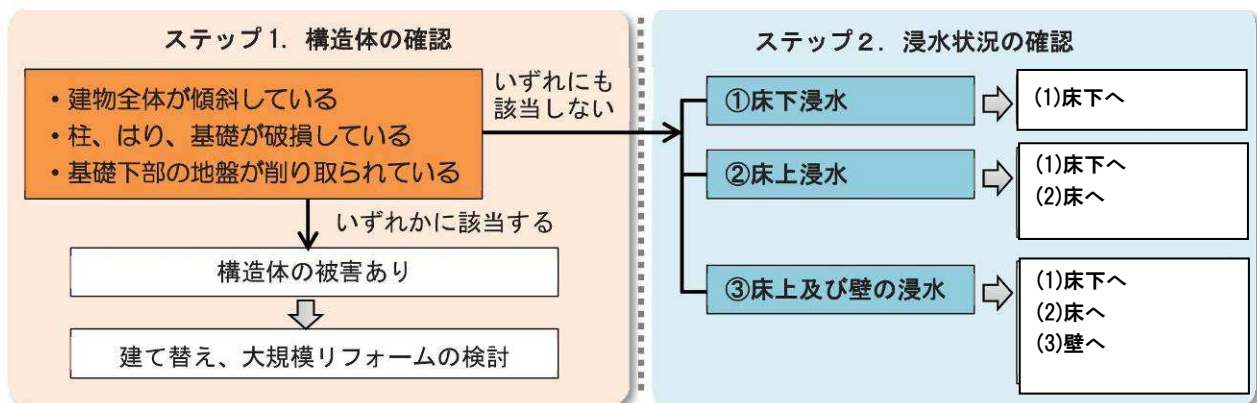 ステップ1．構造体の確認
・建物全体が傾斜している
・柱、はり、基礎が破損している
・基礎下部の地盤が削り取られている
いずれにも
該当しない
いずれかに該当する
構造体の被害あり
建て替え、大規模リフォームの検討
ステップ２．浸水状況の確認
①床下浸水
(1)床下へ
②床上浸水
(1)床下へ
(2)床へ
③床上及び壁の浸水
(1)床下へ
(2)床へ
(3)壁へ